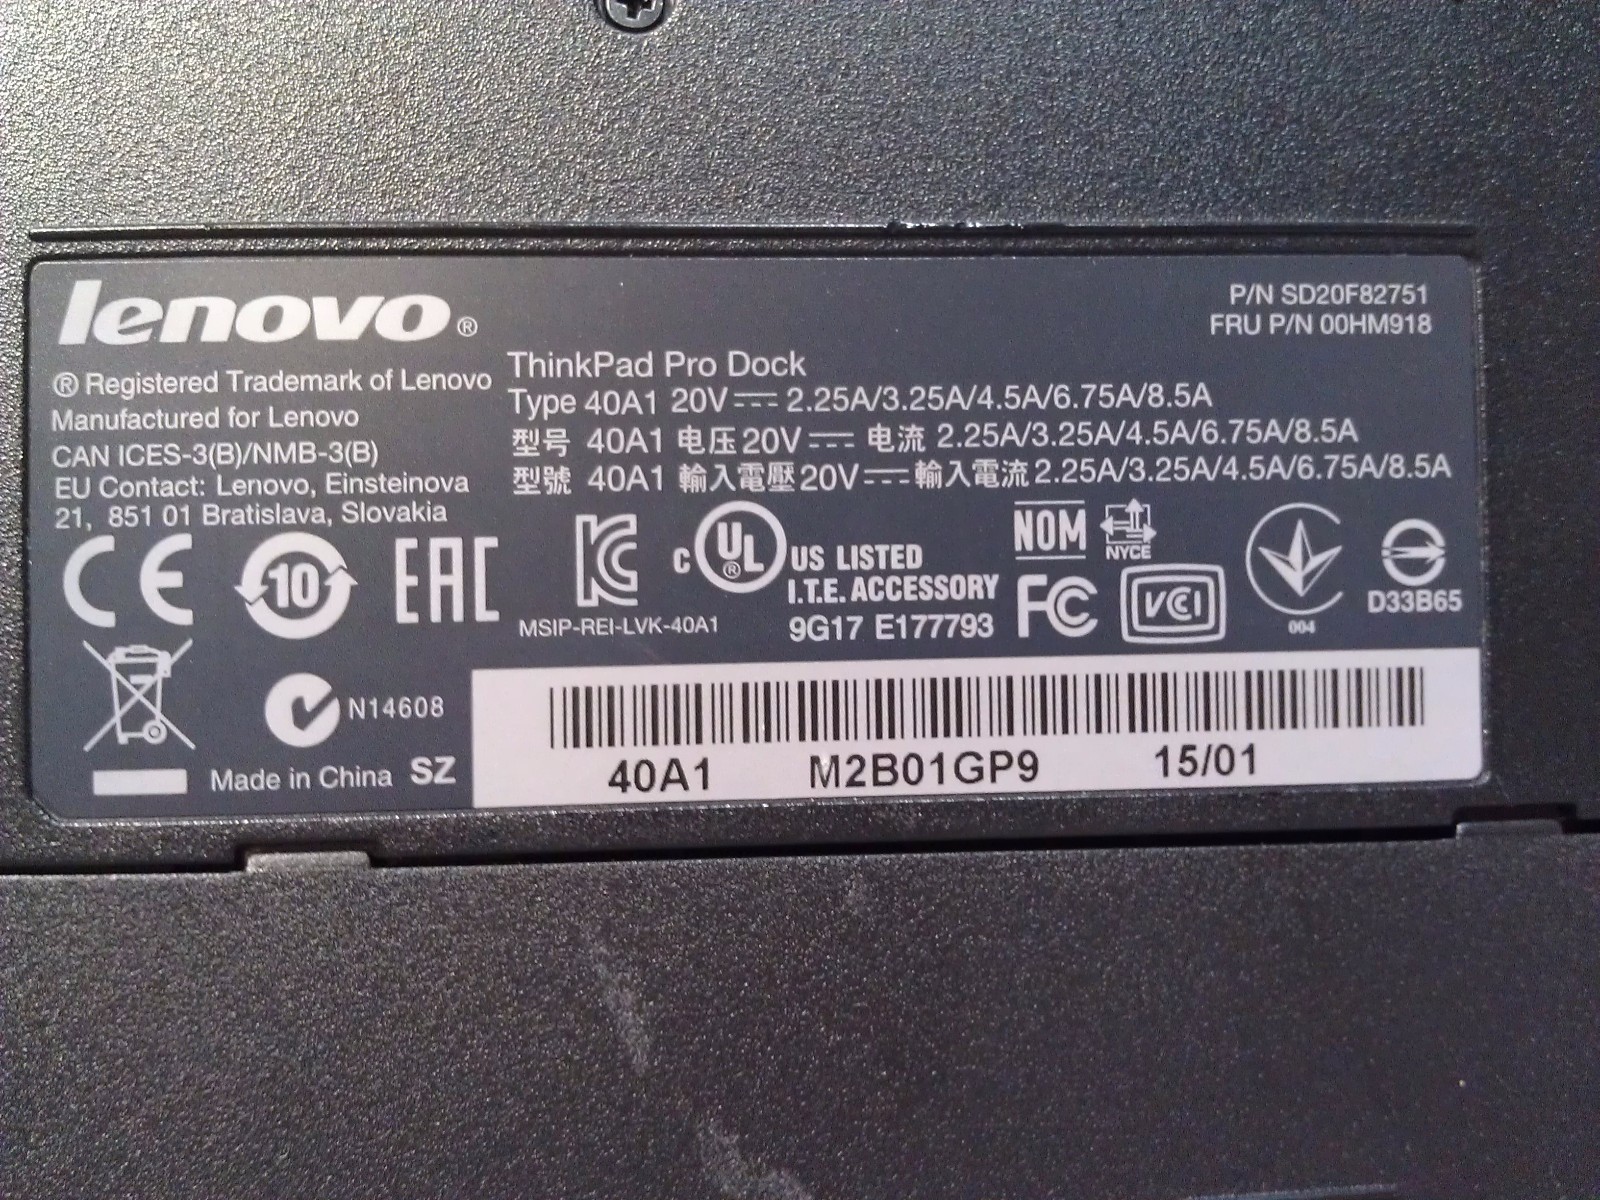 lenovo®
P/N SD20F82751
FRU P/N 00HM918
® Registered Trademark of Lenovo
Manufactured for Lenovo
CAN ICES-3(B)/NMB-3(B)
EU Contact: Lenovo, Einsteinova
21, 851 01 Bratislava, Slovakia
ThinkPad Pro Dock
Type 40A1 20V⎓2.25A/3.25A/4.5A/6.75A/8.5A
型号 40A1 电压20V⎓电流 2.25A/3.25A/4.5A/6.75A/8.5A
型號 40A1 輸入電壓20V⎓輸入電流2.25A/3.25A/4.5A/6.75A/8.5A
CE
10
EAC
KC
MSIP-REI-LVK-40A1
C UL® US LISTED
I.T.E. ACCESSORY
9G17 E177793
NOM
NYCE
FC
VCCI
004
D33B65
N14608
Made in China SZ
40A1 M2B01GP9 15/01